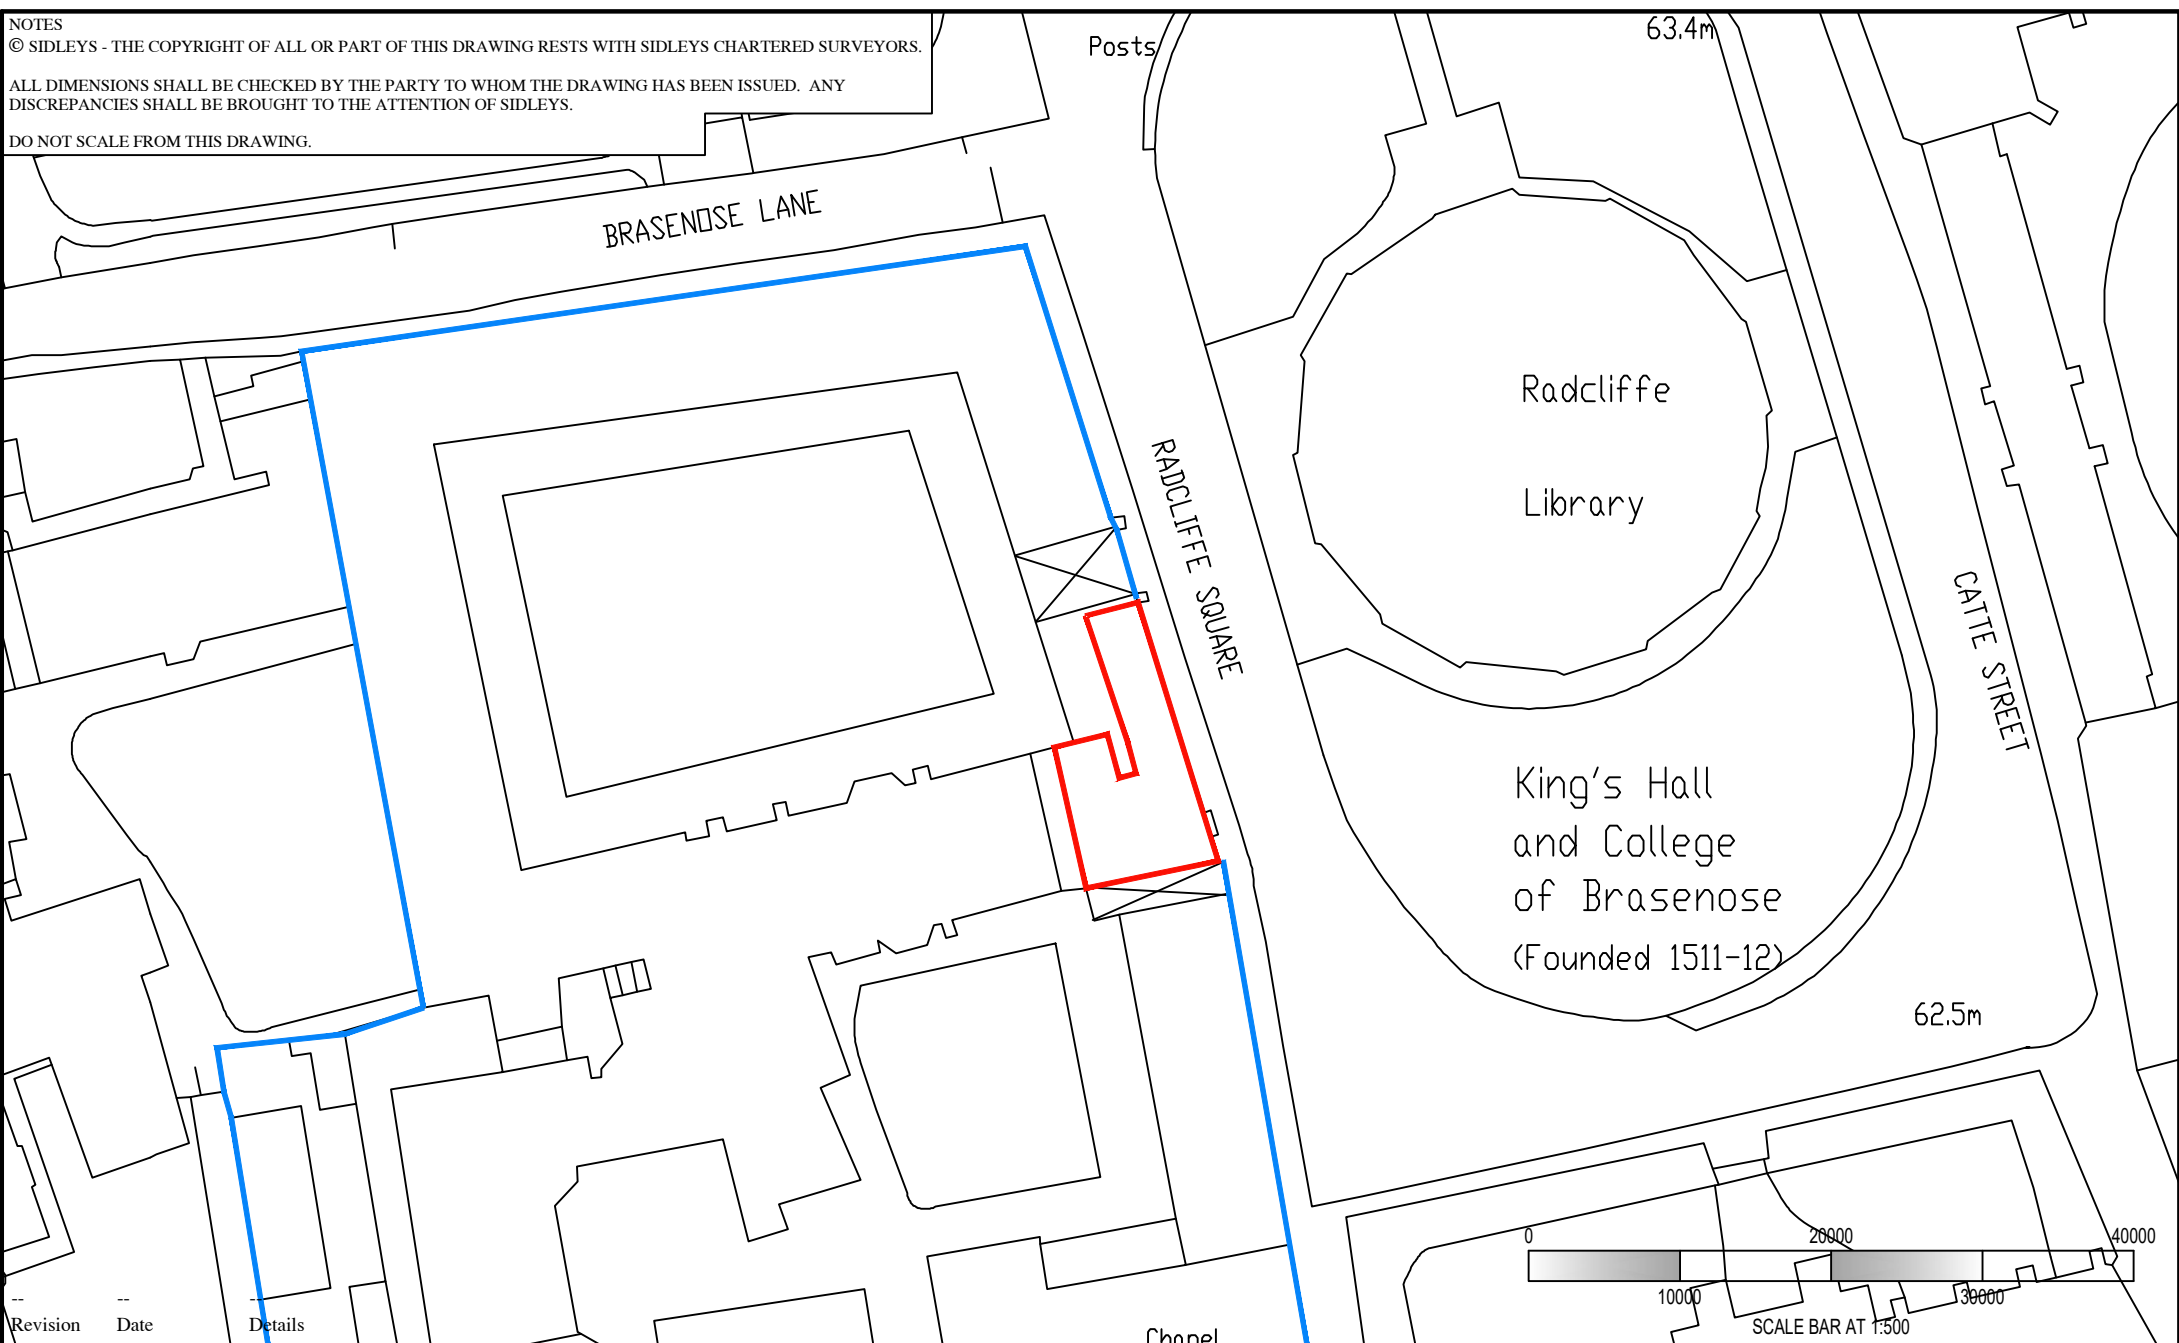 NOTES
© SIDLEYS - THE COPYRIGHT OF ALL OR PART OF THIS DRAWING RESTS WITH SIDLEYS CHARTERED SURVEYORS.
ALL DIMENSIONS SHALL BE CHECKED BY THE PARTY TO WHOM THE DRAWING HAS BEEN ISSUED. ANY
DISCREPANCIES SHALL BE BROUGHT TO THE ATTENTION OF SIDLEYS.
DO NOT SCALE FROM THIS DRAWING.
Posts
63.4m
BRASENOSE LANE
RADCLIFFE SQUARE
Radcliffe
Library
CATTE STREET
King's Hall
and College
of Brasenose
(Founded 1511-12)
62.5m
0 20000 40000
10000 30000
SCALE BAR AT 1:500
Chapel
-- -- --
Revision Date Details